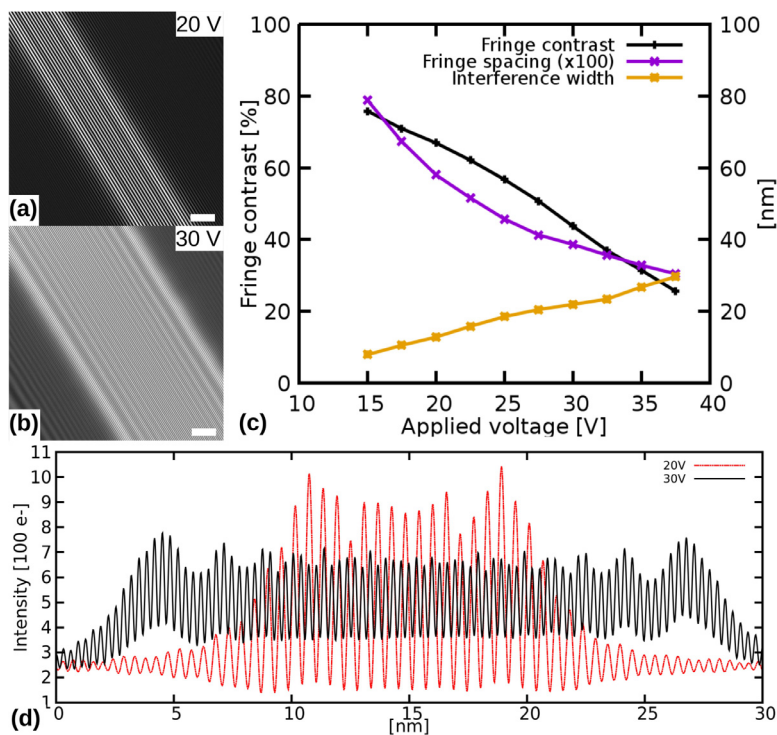 20 V
(a)
30 V
(b)
100
80
60
40
20
0
Fringe contrast [%]
Fringe contrast
Fringe spacing (x100)
Interference width
100
80
60
40
20
0
[nm]
10 15 20 25 30 35 40
Applied voltage [V]
(c)
11
10
9
8
7
6
5
4
3
2
1
Intensity [100 e-]
20V
30V
0 5 10 15 20 25 30
[nm]
(d)